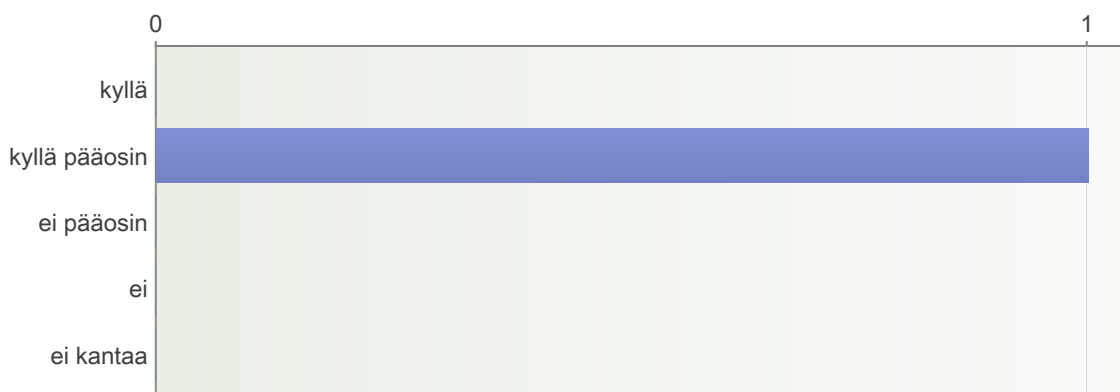 0 1
kyllä
kyllä pääosin
ei pääosin
ei
ei kantaa